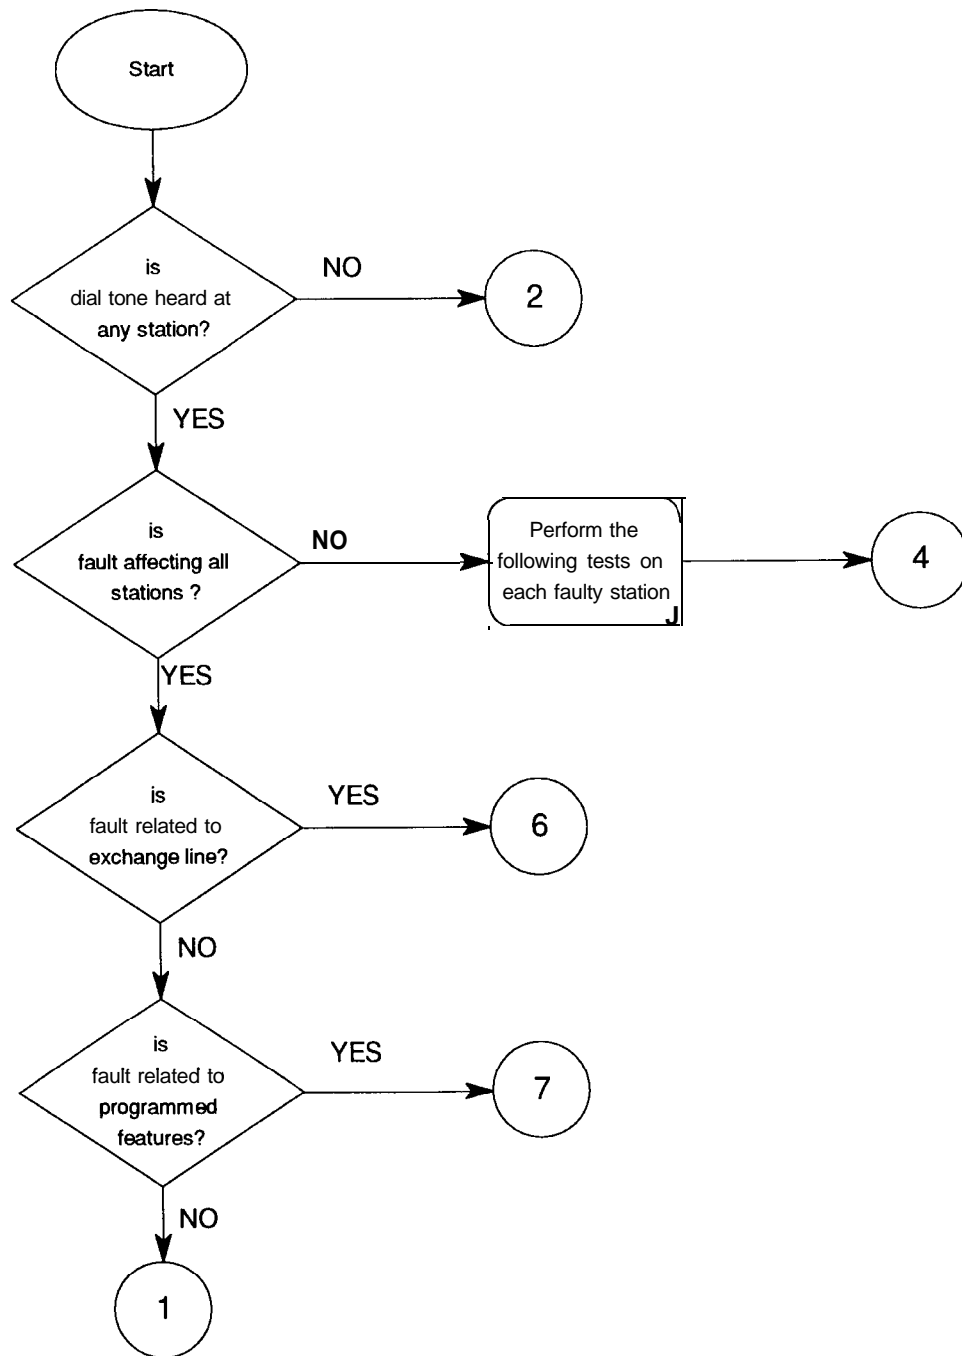 Start
is
dial tone heard at
any station?
NO
2
YES
is
fault affecting all
stations ?
NO
Perform the
following tests on
each faulty station
J
4
YES
is
fault related to
exchange line?
YES
6
NO
is
fault related to
programmed
features?
YES
7
NO
1